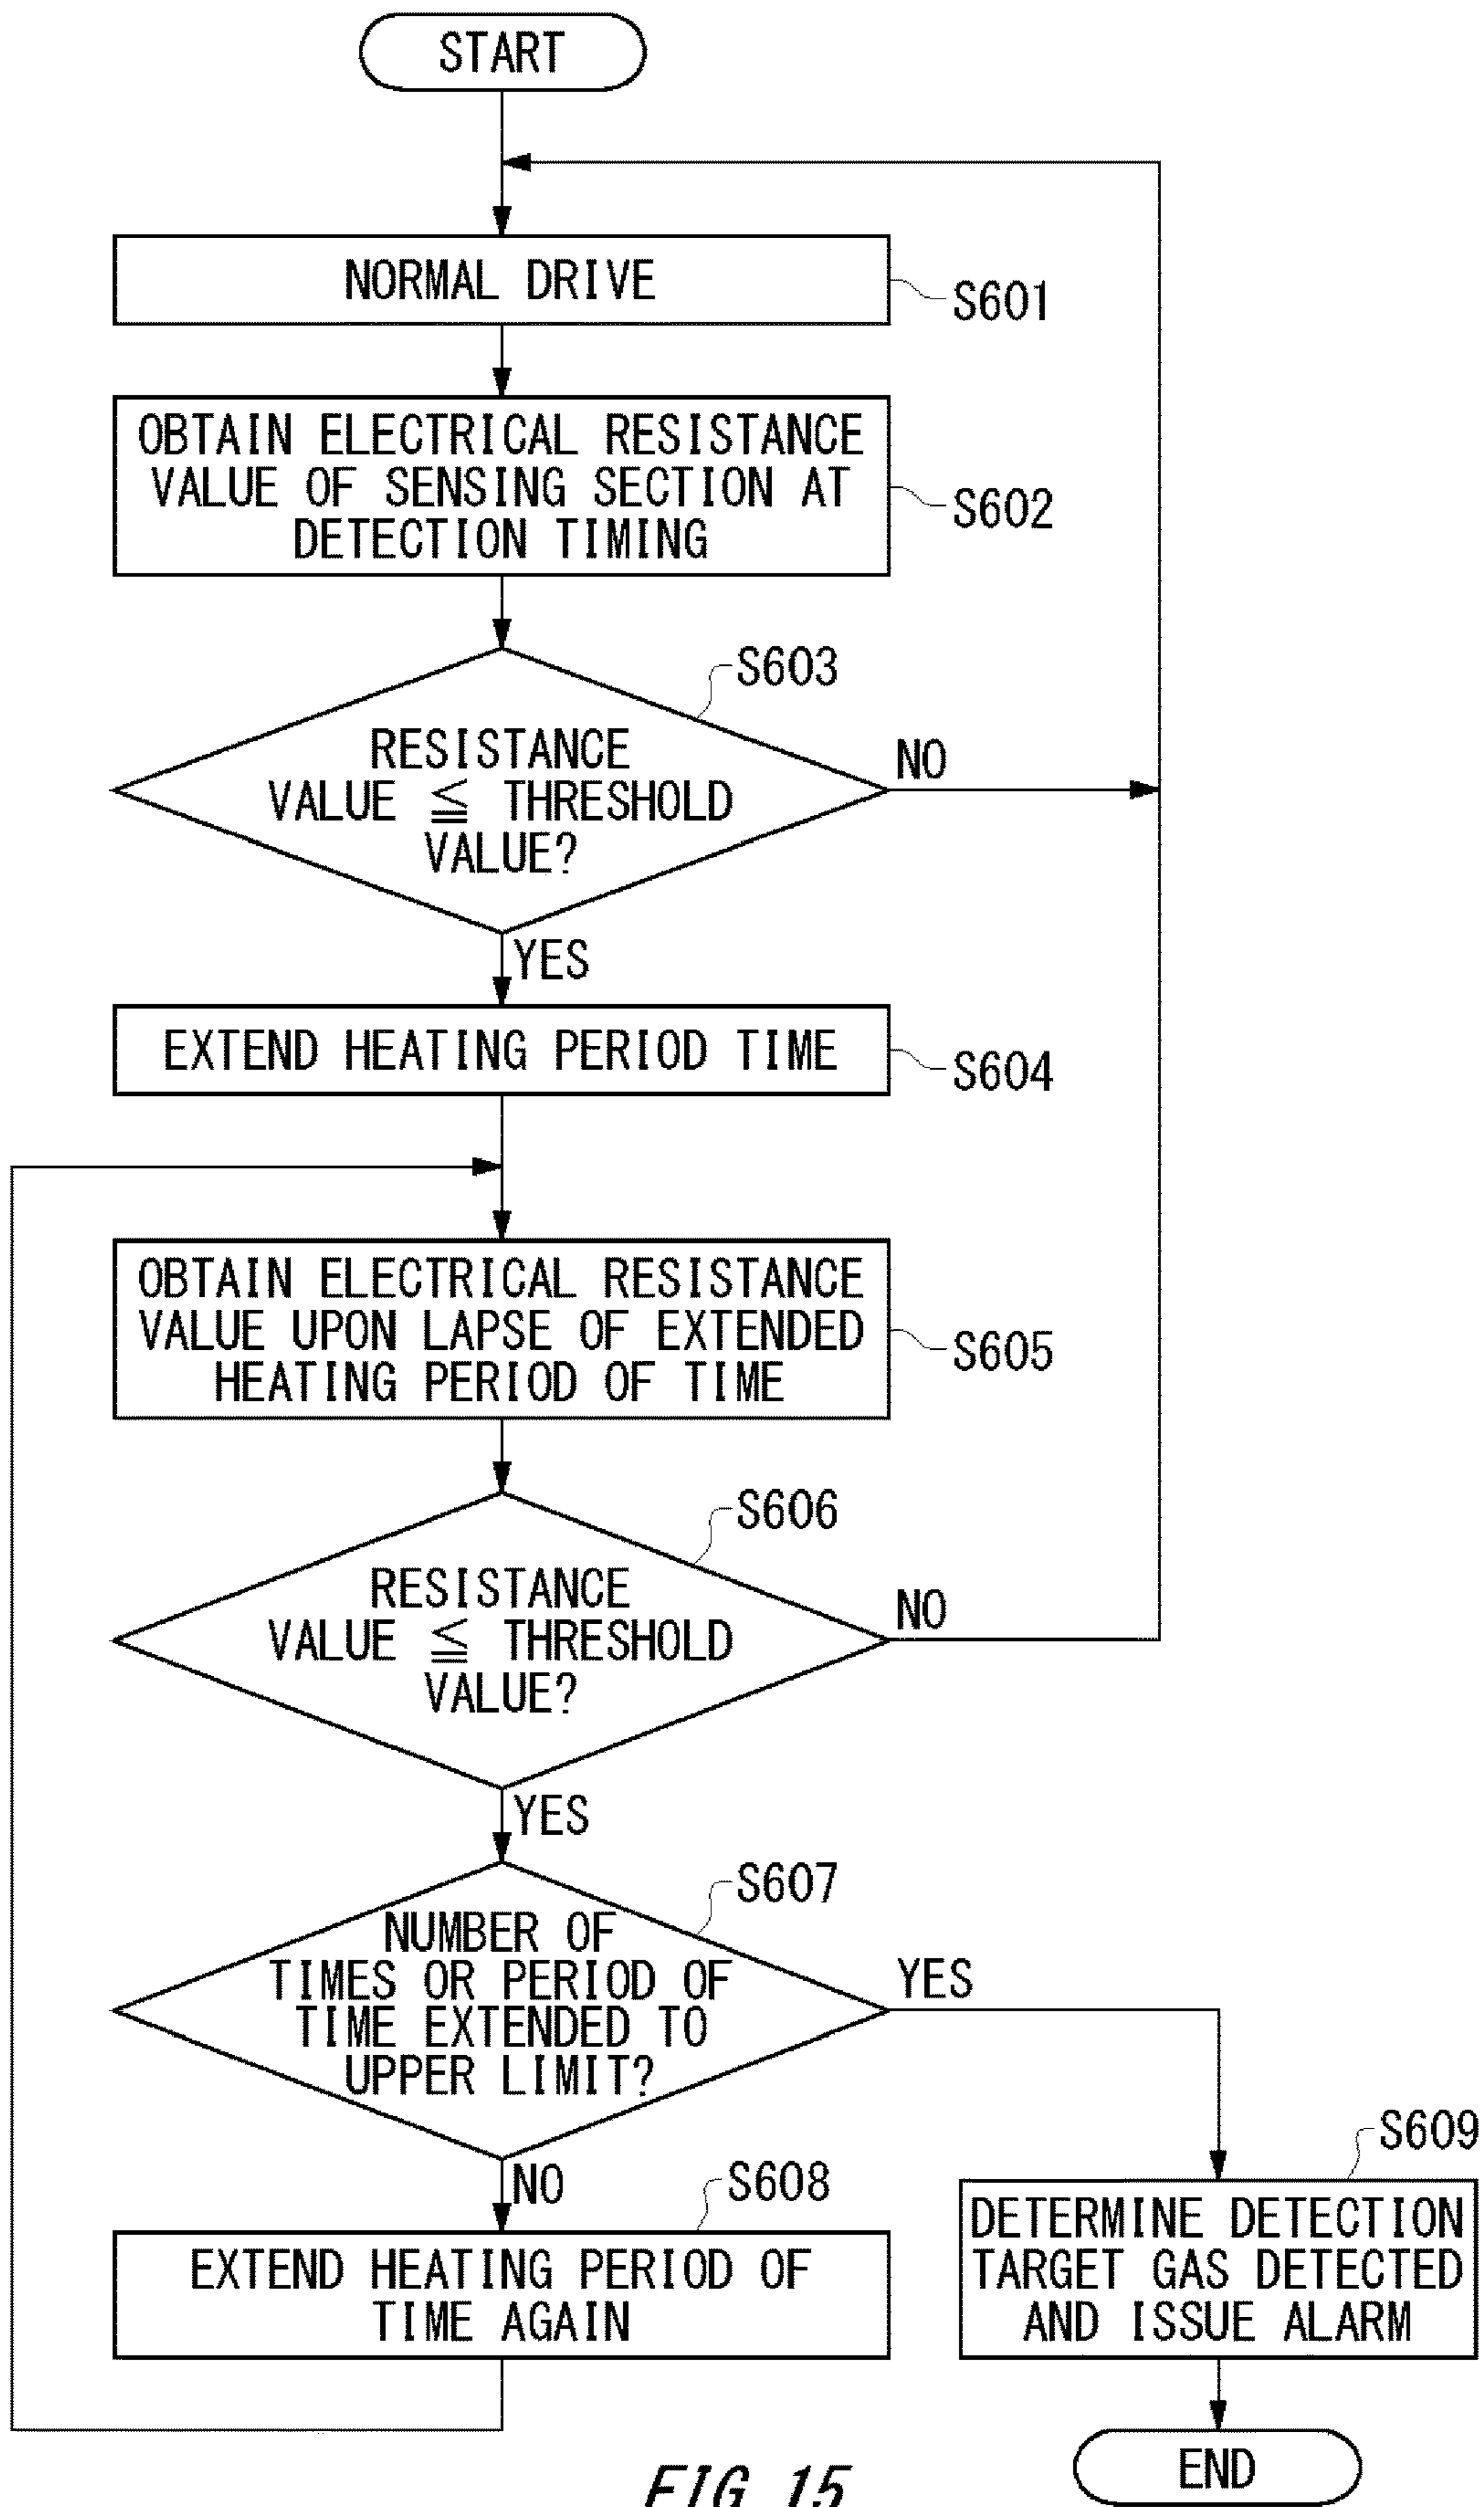 START
NORMAL DRIVE
S601
OBTAIN ELECTRICAL RESISTANCE
VALUE OF SENSING SECTION AT
DETECTION TIMING
S602
S603
RESISTANCE
VALUE ≦ THRESHOLD
VALUE?
NO
YES
EXTEND HEATING PERIOD TIME
S604
OBTAIN ELECTRICAL RESISTANCE
VALUE UPON LAPSE OF EXTENDED
HEATING PERIOD OF TIME
S605
S606
RESISTANCE
VALUE ≦ THRESHOLD
VALUE?
NO
YES
S607
NUMBER OF
TIMES OR PERIOD OF
TIME EXTENDED TO
UPPER LIMIT?
YES
NO
S608
EXTEND HEATING PERIOD OF
TIME AGAIN
S609
DETERMINE DETECTION
TARGET GAS DETECTED
AND ISSUE ALARM
END
FIG. 15